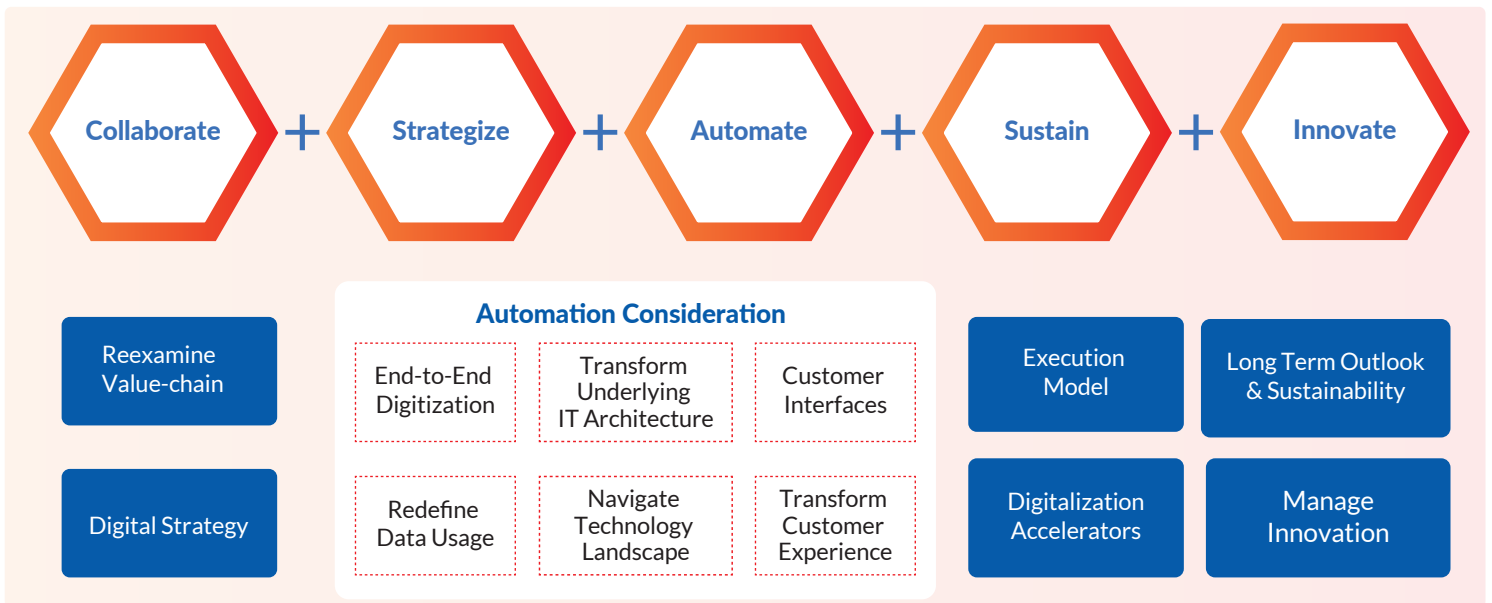 Collaborate
+
Strategize
+
Automate
+
Sustain
+
Innovate
Reexamine
Value-chain
Digital Strategy
Automation Consideration
End-to-End
Digitization
Transform
Underlying
IT Architecture
Customer
Interfaces
Redefine
Data Usage
Navigate
Technology
Landscape
Transform
Customer
Experience
Execution
Model
Long Term Outlook
& Sustainability
Digitalization
Accelerators
Manage
Innovation